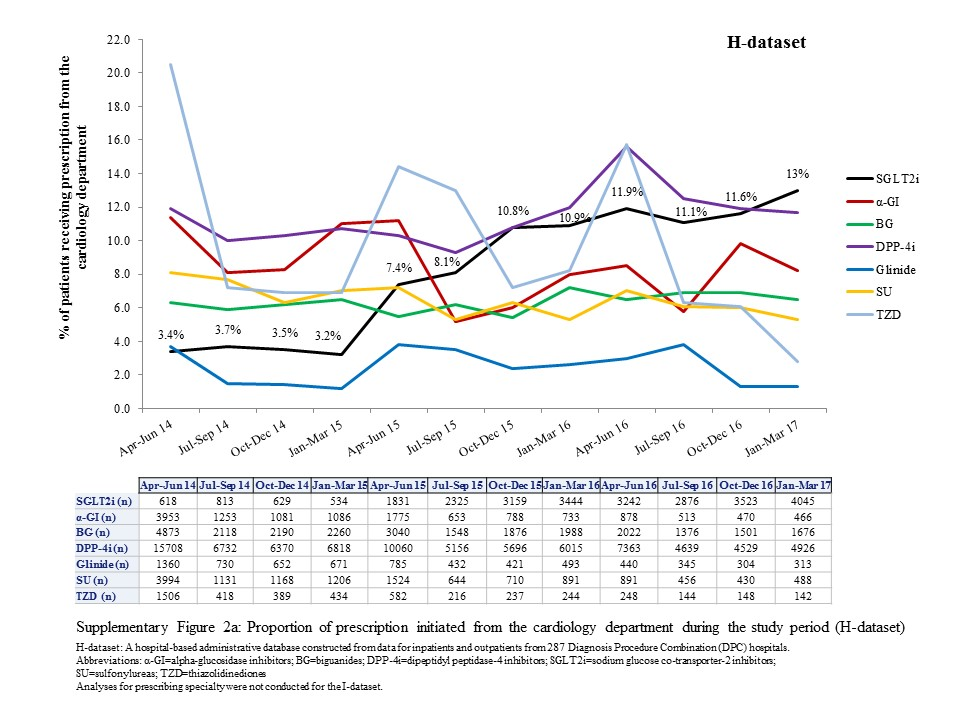 H-dataset
% of patients receiving prescription from the
cardiology department
22.0
20.0
18.0
16.0
14.0
12.0
10.0
8.0
6.0
4.0
2.0
0.0
3.4%
3.7%
3.5%
3.2%
7.4%
8.1%
10.8%
10.9%
11.9%
11.1%
11.6%
13%
SGLT2i
α-GI
BG
DPP-4i
Glinide
SU
TZD
Apr-Jun 14
Jul-Sep 14
Oct-Dec 14
Jan-Mar 15
Apr-Jun 15
Jul-Sep 15
Oct-Dec 15
Jan-Mar 16
Apr-Jun 16
Jul-Sep 16
Oct-Dec 16
Jan-Mar 17
Apr-Jun 14 Jul-Sep 14 Oct-Dec 14 Jan-Mar 15 Apr-Jun 15 Jul-Sep 15 Oct-Dec 15 Jan-Mar 16 Apr-Jun 16 Jul-Sep 16 Oct-Dec 16 Jan-Mar 17
SGLT2i (n) 618 813 629 534 1831 2325 3159 3444 3242 2876 3523 4045
α-GI (n) 3953 1253 1081 1086 1775 653 788 733 878 513 470 466
BG (n) 4873 2118 2190 2260 3040 1548 1876 1988 2022 1376 1501 1676
DPP-4i (n) 15708 6732 6370 6818 10060 5156 5696 6015 7363 4639 4529 4926
Glinide (n) 1360 730 652 671 785 432 421 493 440 345 304 313
SU (n) 3994 1131 1168 1206 1524 644 710 891 891 456 430 488
TZD (n) 1506 418 389 434 582 216 237 244 248 144 148 142
Supplementary Figure 2a: Proportion of prescription initiated from the cardiology department during the study period (H-dataset)
H-dataset: A hospital-based administrative database constructed from data for inpatients and outpatients from 287 Diagnosis Procedure Combination (DPC) hospitals.
Abbreviations: α-GI=alpha-glucosidase inhibitors; BG=biguanides; DPP-4i=dipeptidyl peptidase-4 inhibitors; SGLT2i=sodium glucose co-transporter-2 inhibitors;
SU=sulfonylureas; TZD=thiazolidinediones
Analyses for prescribing specialty were not conducted for the I-dataset.